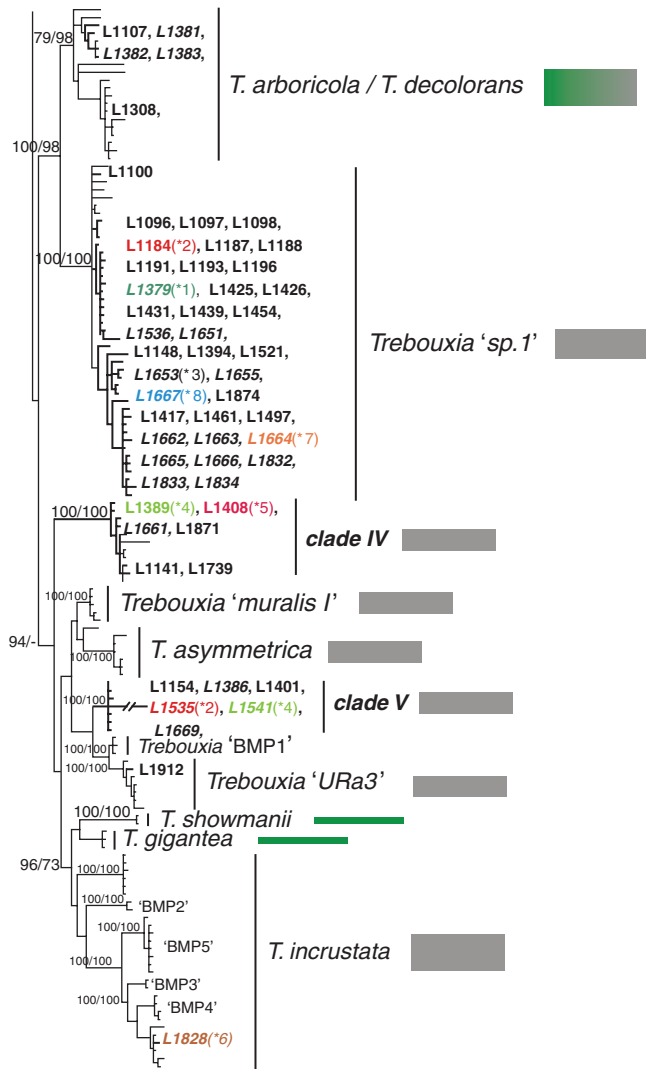 79/98
L1107, L1381,
L1382, L1383,
T. arboricola / T. decolorans
L1308,
100/98
L1100
L1096, L1097, L1098,
L1184(*2), L1187, L1188
100/100
L1191, L1193, L1196
L1379(*1), L1425, L1426,
L1431, L1439, L1454,
L1536, L1651,
Trebouxia 'sp.1'
L1148, L1394, L1521,
L1653(*3), L1655,
L1667(*8), L1874
L1417, L1461, L1497,
L1662, L1663, L1664(*7)
L1665, L1666, L1832,
L1833, L1834
100/100
L1389(*4), L1408(*5),
L1661, L1871
clade IV
L1141, L1739
100/100
Trebouxia 'muralis I'
94/-
100/100
T. asymmetrica
100/100
L1154, L1386, L1401,
L1535(*2), L1541(*4),
clade V
L1669,
100/100
Trebouxia 'BMP1'
100/100
L1912
Trebouxia 'URa3'
100/100
T. showmanii
T. gigantea
96/73
100/100
100/100
'BMP2'
100/100
'BMP5'
T. incrustata
100/100
'BMP3'
100/100
'BMP4'
L1828(*6)